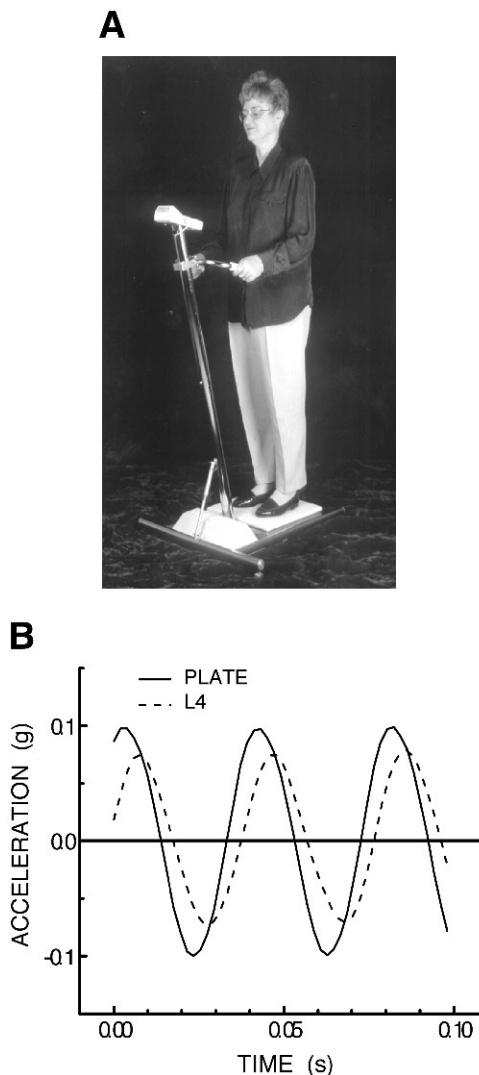 A
B
PLATE
L4
0.1
0.0
-0.1
ACCELERATION (g)
0.00
0.05
0.10
TIME (s)